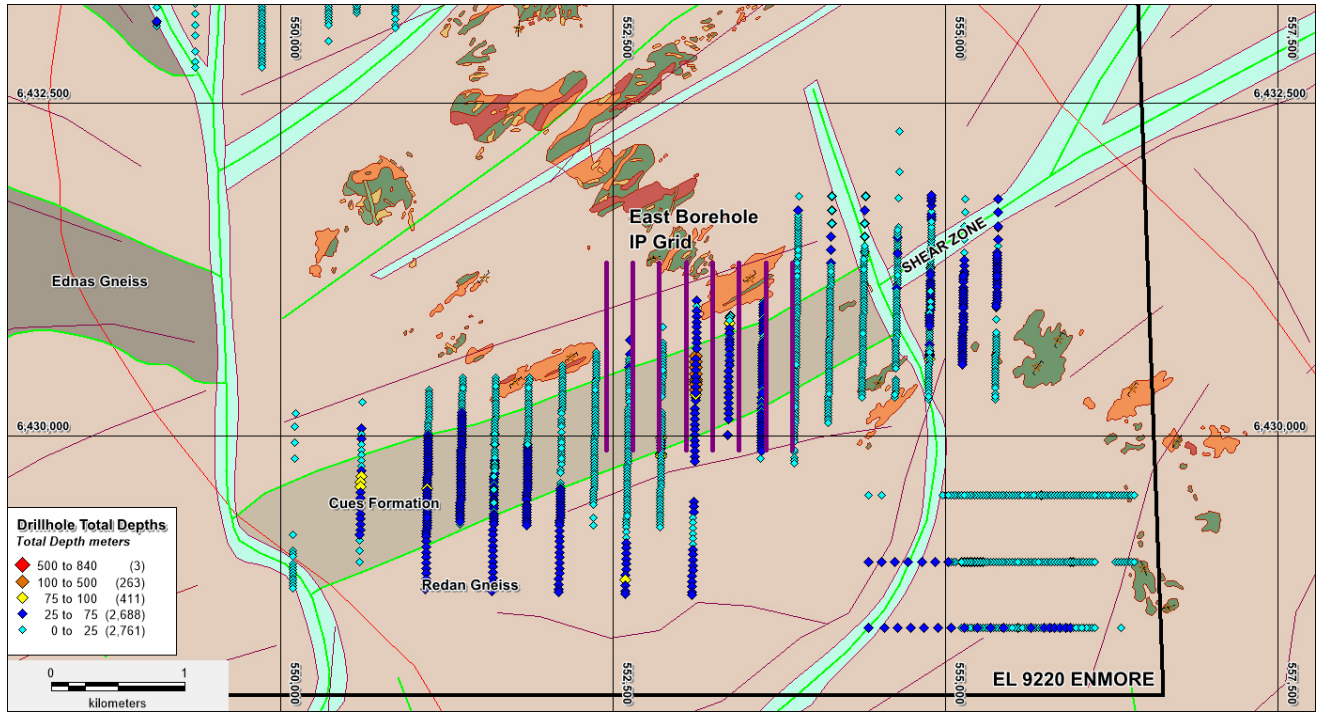 550,000
552,500
555,000
557,500
6,432,500
6,432,500
East Borehole
IP Grid
SHEAR ZONE
Ednas Gneiss
6,430,000
6,430,000
Cues Formation
Redan Gneiss
Drillhole Total Depths
Total Depth meters
500 to 840 (3)
100 to 500 (263)
75 to 100 (411)
25 to 75 (2,688)
0 to 25 (2,761)
0 1
kilometers
EL 9220 ENMORE
550,000
552,500
555,000
557,500